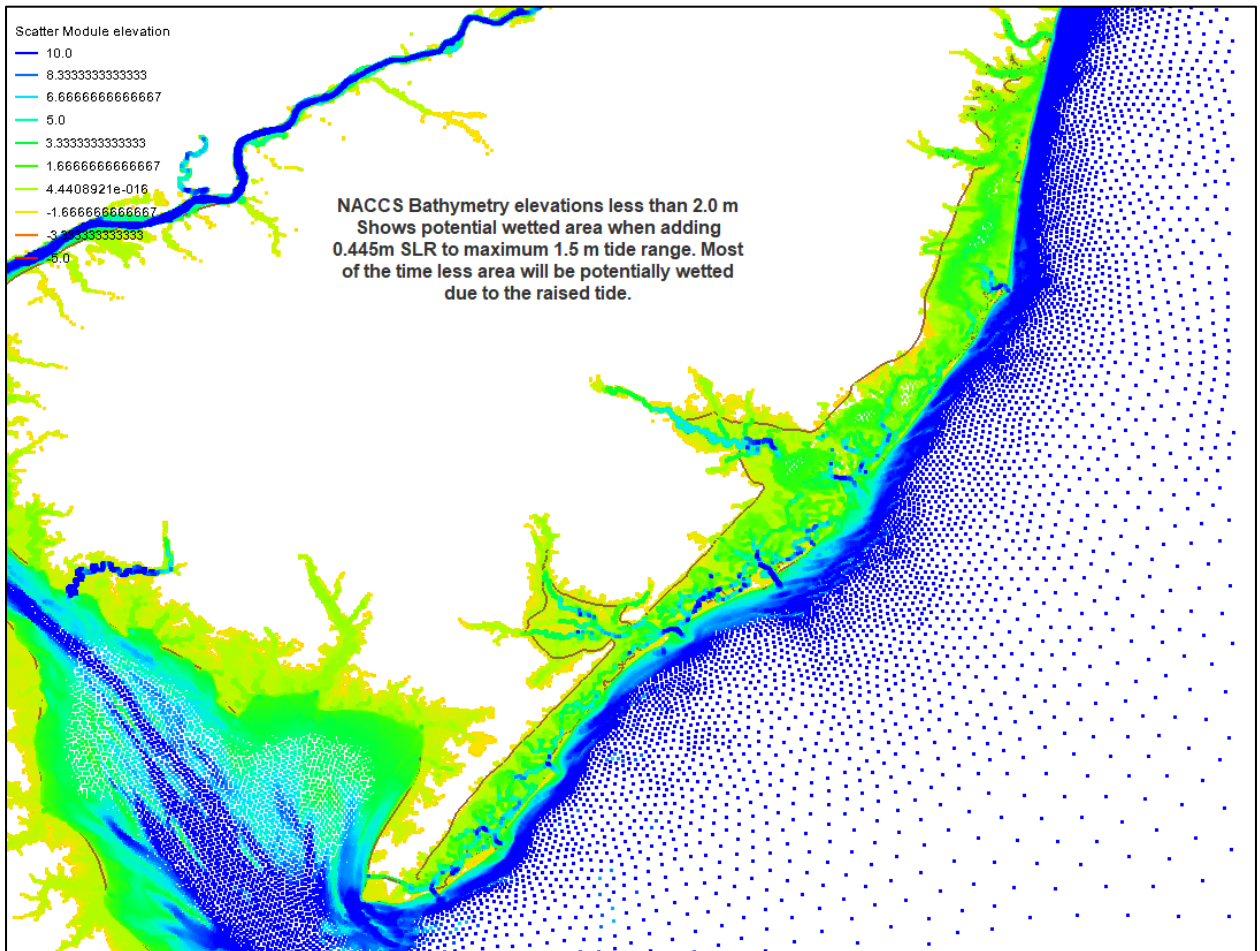 Scatter Module elevation
10.0
8.3333333333333
6.6666666666667
5.0
3.3333333333333
1.6666666666667
4.4408921e-016
-1.666666666667
-3.333333333333
-5.0
NACCS Bathymetry elevations less than 2.0 m
Shows potential wetted area when adding
0.445m SLR to maximum 1.5 m tide range. Most
of the time less area will be potentially wetted
due to the raised tide.